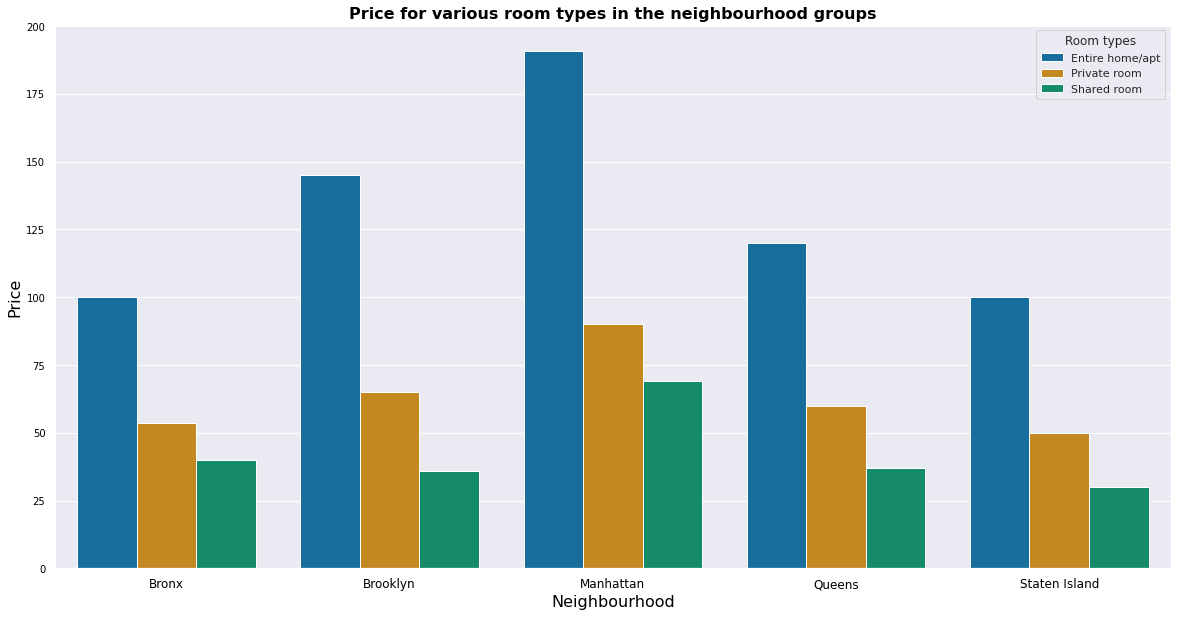 Price for various room types in the neighbourhood groups
Room types
Entire home/apt
Private room
Shared room
Price
200
175
150
125
100
75
50
25
0
Bronx
Brooklyn
Manhattan
Queens
Staten Island
Neighbourhood